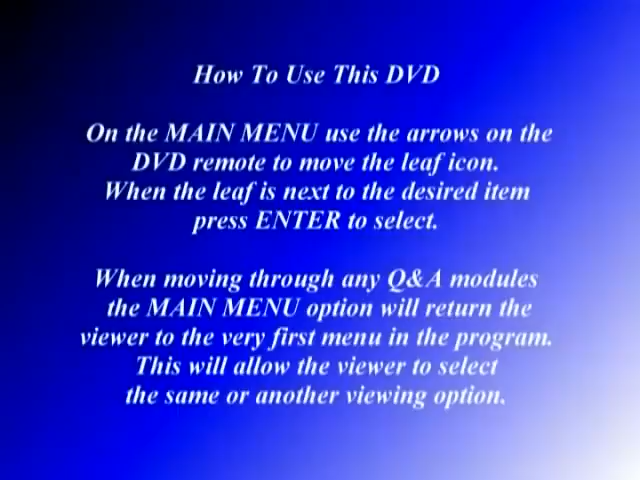 How To Use This DVD
On the MAIN MENU use the arrows on the
DVD remote to move the leaf icon.
When the leaf is next to the desired item
press ENTER to select.
When moving through any Q&A modules
the MAIN MENU option will return the
viewer to the very first menu in the program.
This will allow the viewer to select
the same or another viewing option.